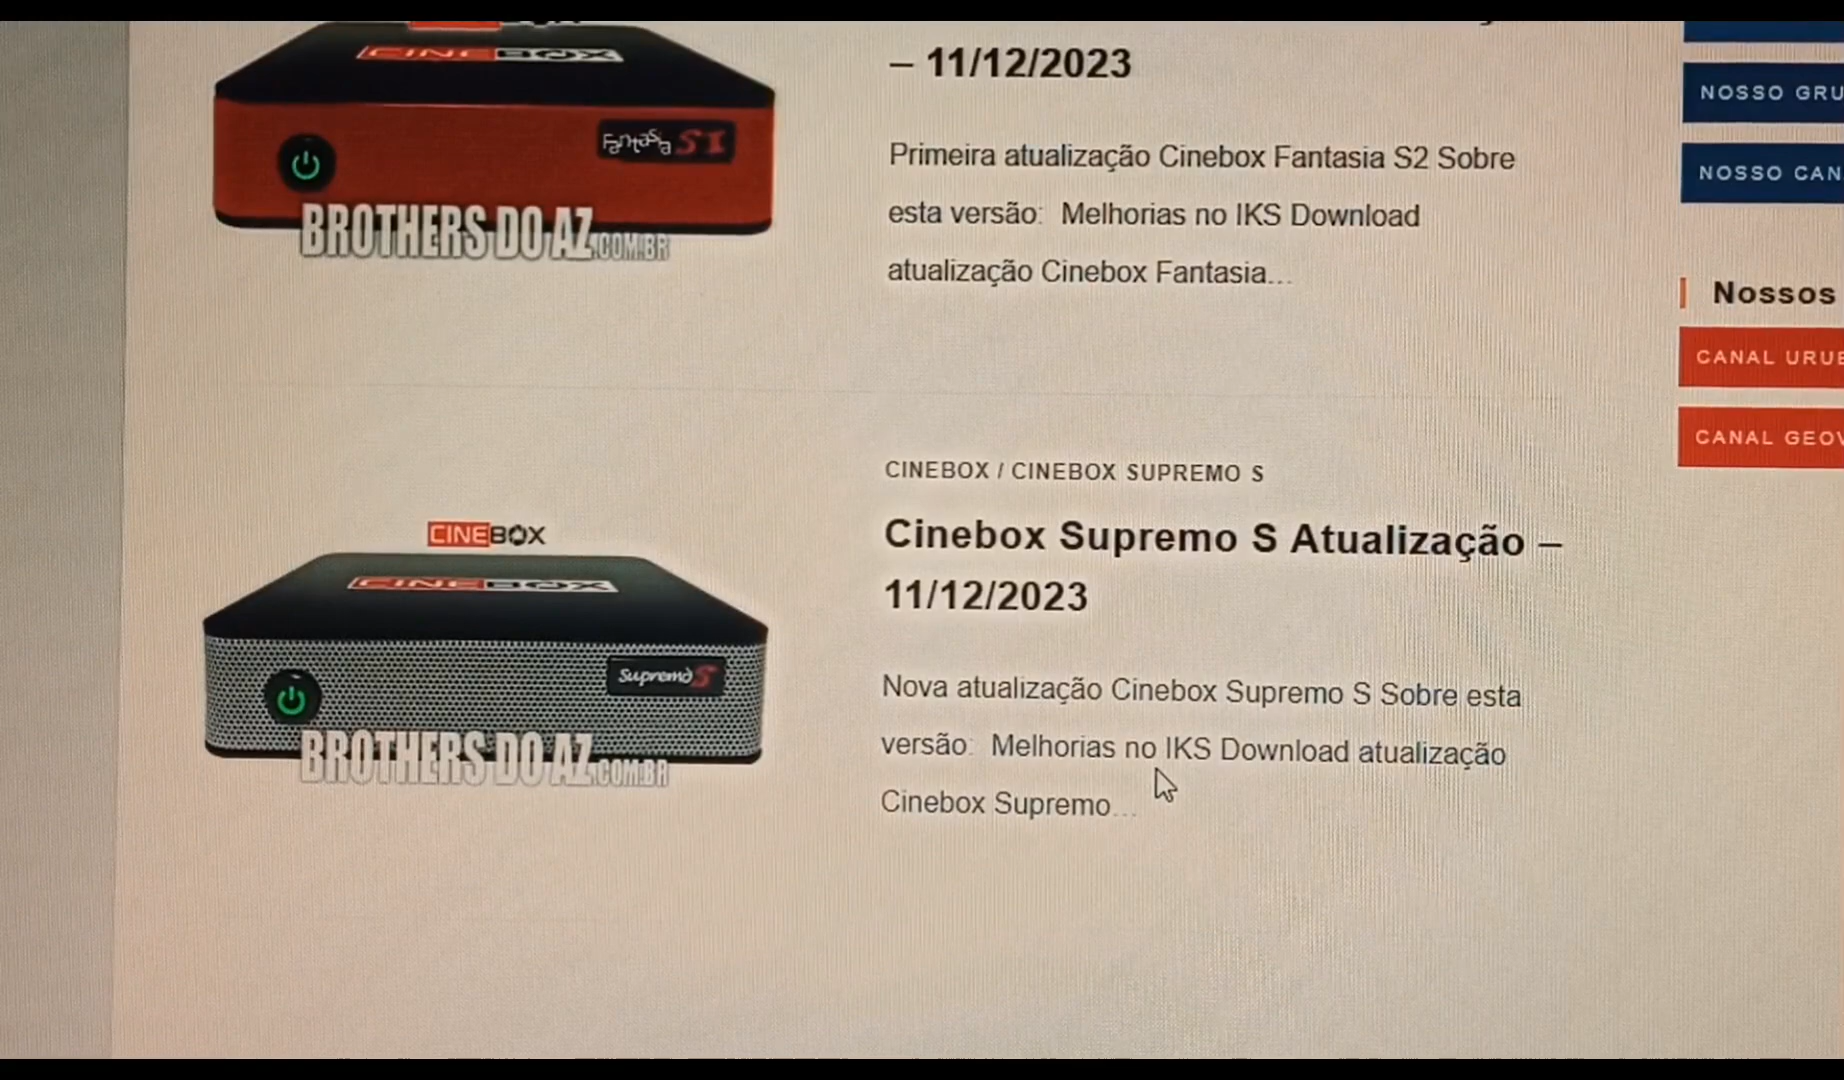 CINEBOX
– 11/12/2023
NOSSO GRU
Fantasia S1
Primeira atualização Cinebox Fantasia S2 Sobre
NOSSO CAN
esta versão: Melhorias no IKS Download
BROTHERS DO AZ.COM.BR
atualização Cinebox Fantasia...
Nossos
CANAL URUB
CANAL GEOV
CINEBOX / CINEBOX SUPREMO S
CINEBOX
Cinebox Supremo S Atualização –
CINEBOX
11/12/2023
Supremo S
Nova atualização Cinebox Supremo S Sobre esta
versão: Melhorias no IKS Download atualização
BROTHERS DO AZ.COM.BR
Cinebox Supremo...